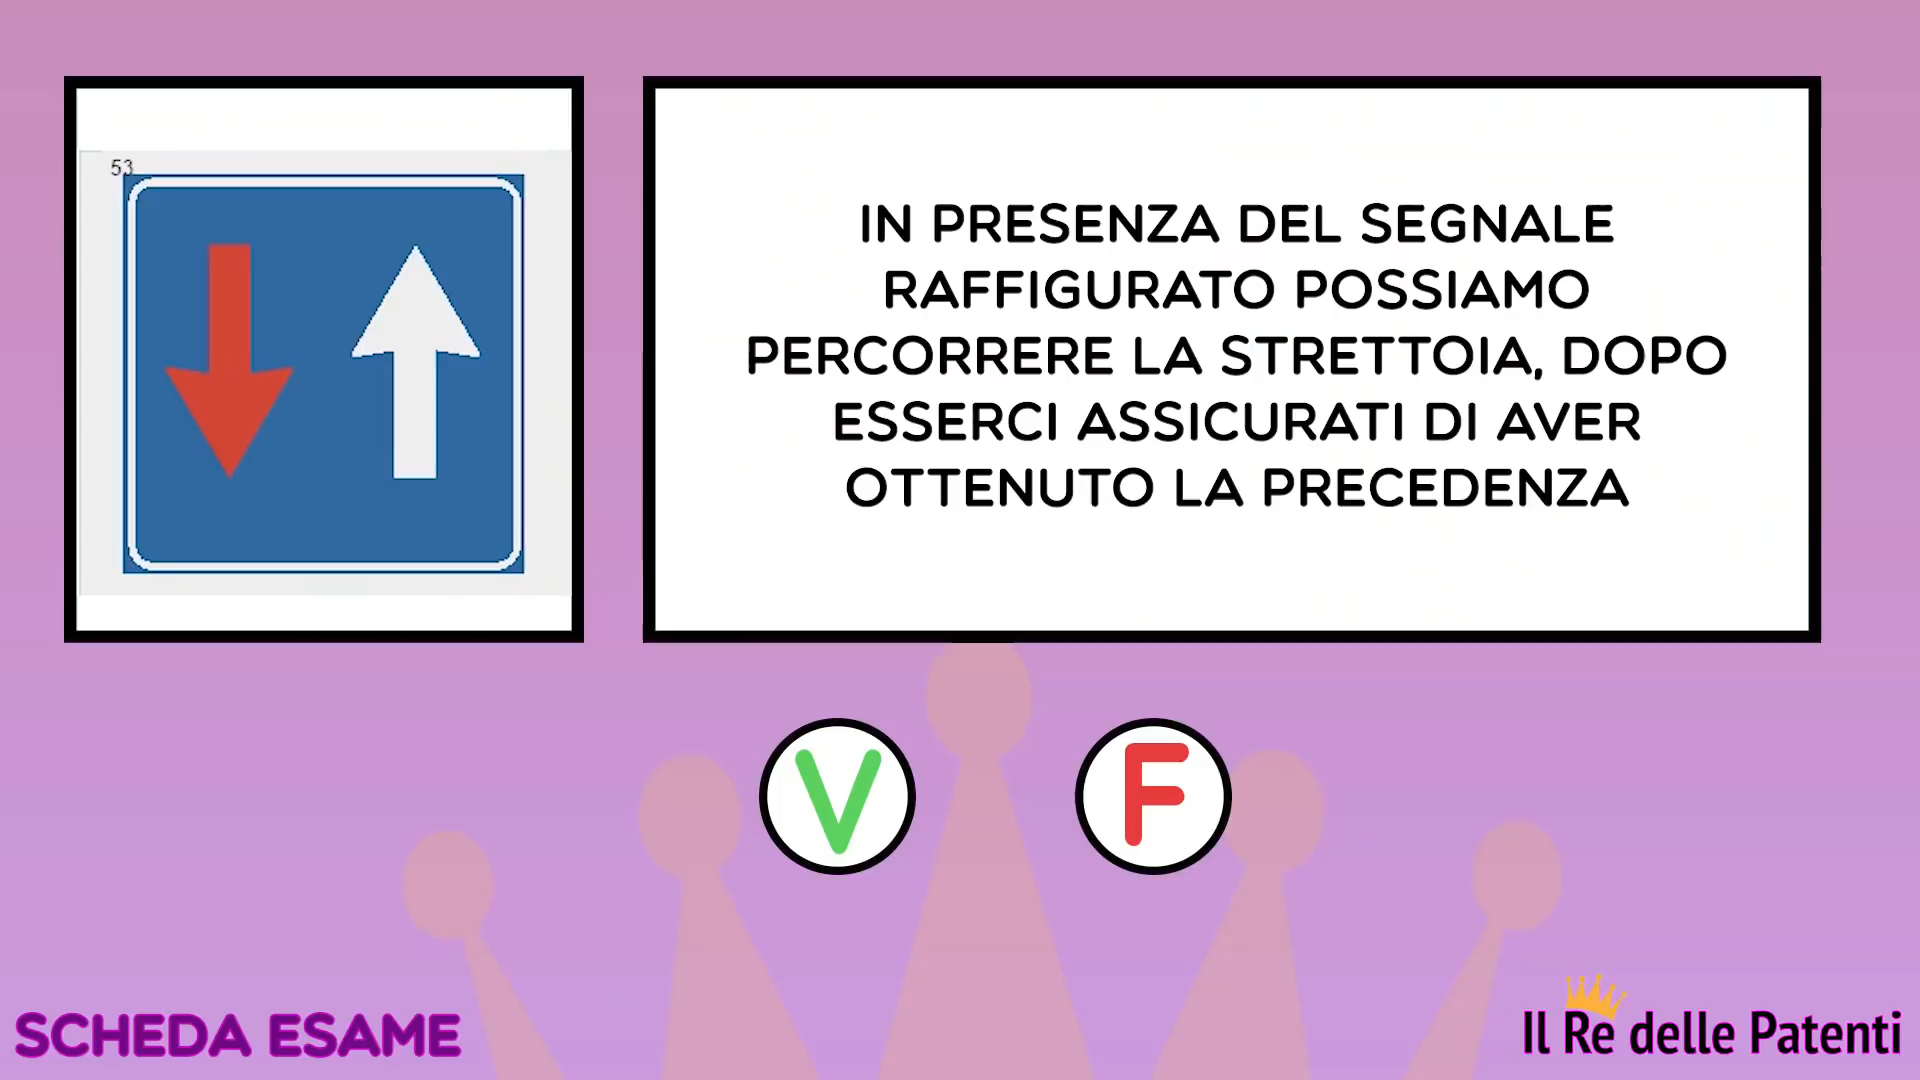 53
IN PRESENZA DEL SEGNALE
RAFFIGURATO POSSIAMO
PERCORRERE LA STRETTOIA, DOPO
ESSERCI ASSICURATI DI AVER
OTTENUTO LA PRECEDENZA
V F
SCHEDA ESAME
Il Re delle Patenti